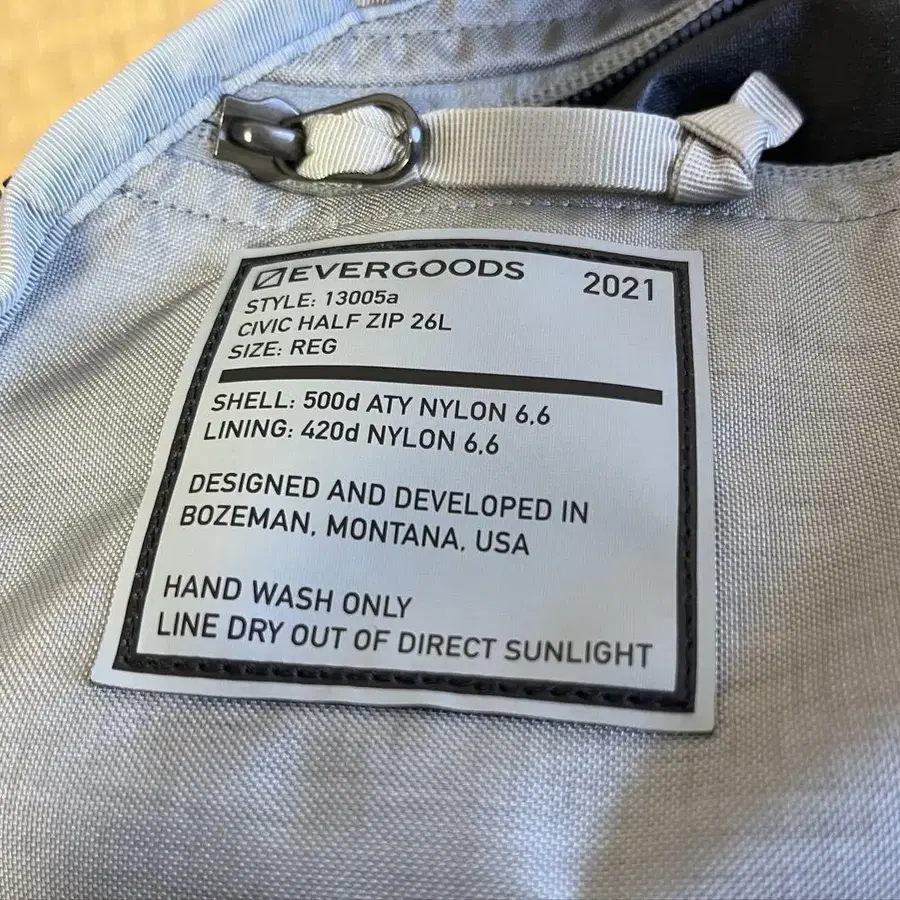 EVERGOODS 2021
STYLE: 13005a
CIVIC HALF ZIP 26L
SIZE: REG
SHELL: 500d ATY NYLON 6,6
LINING: 420d NYLON 6,6
DESIGNED AND DEVELOPED IN
BOZEMAN, MONTANA, USA
HAND WASH ONLY
LINE DRY OUT OF DIRECT SUNLIGHT